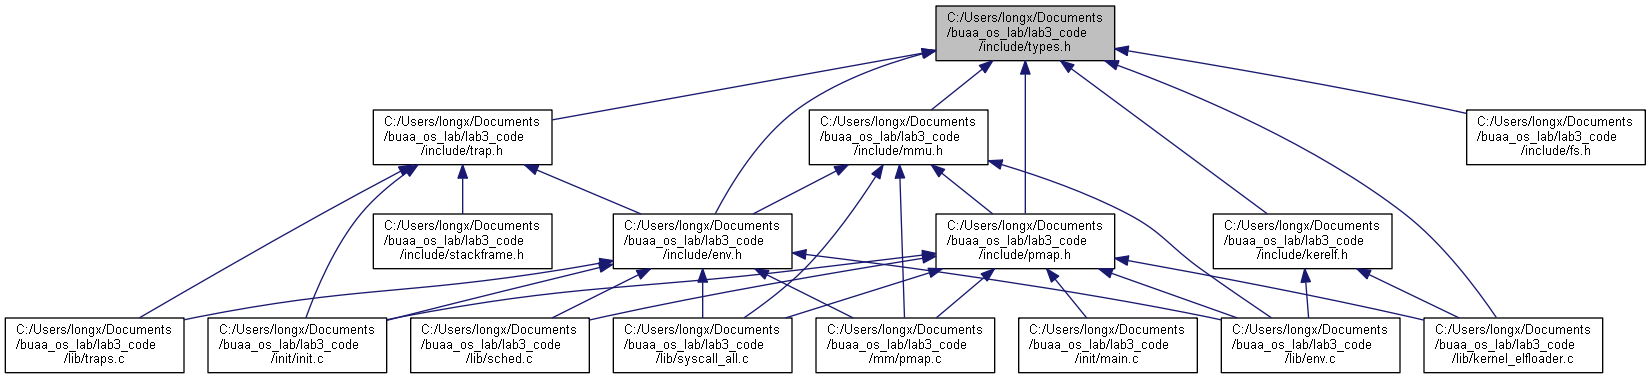 C:/Users/longx/Documents
/buaa_os_lab/lab3_code
/include/types.h
C:/Users/longx/Documents
/buaa_os_lab/lab3_code
/include/trap.h
C:/Users/longx/Documents
/buaa_os_lab/lab3_code
/include/mmu.h
C:/Users/longx/Documents
/buaa_os_lab/lab3_code
/include/fs.h
C:/Users/longx/Documents
/buaa_os_lab/lab3_code
/include/stackframe.h
C:/Users/longx/Documents
/buaa_os_lab/lab3_code
/include/env.h
C:/Users/longx/Documents
/buaa_os_lab/lab3_code
/include/pmap.h
C:/Users/longx/Documents
/buaa_os_lab/lab3_code
/include/kerelf.h
C:/Users/longx/Documents
/buaa_os_lab/lab3_code
/lib/traps.c
C:/Users/longx/Documents
/buaa_os_lab/lab3_code
/init/init.c
C:/Users/longx/Documents
/buaa_os_lab/lab3_code
/lib/sched.c
C:/Users/longx/Documents
/buaa_os_lab/lab3_code
/lib/syscall_all.c
C:/Users/longx/Documents
/buaa_os_lab/lab3_code
/mm/pmap.c
C:/Users/longx/Documents
/buaa_os_lab/lab3_code
/init/main.c
C:/Users/longx/Documents
/buaa_os_lab/lab3_code
/lib/env.c
C:/Users/longx/Documents
/buaa_os_lab/lab3_code
/lib/kernel_elfloader.c